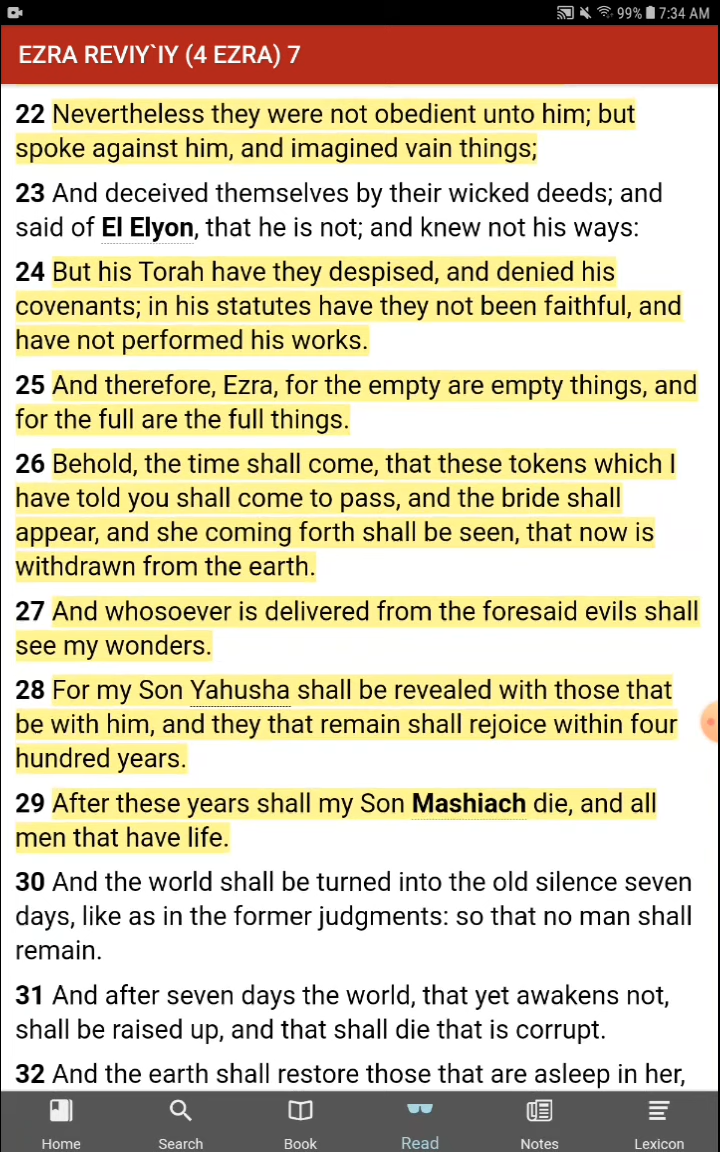 99% 7:34 AM
EZRA REVIY`IY (4 EZRA) 7
22 Nevertheless they were not obedient unto him; but
spoke against him, and imagined vain things;
23 And deceived themselves by their wicked deeds; and
said of El Elyon, that he is not; and knew not his ways:
24 But his Torah have they despised, and denied his
covenants; in his statutes have they not been faithful, and
have not performed his works.
25 And therefore, Ezra, for the empty are empty things, and
for the full are the full things.
26 Behold, the time shall come, that these tokens which I
have told you shall come to pass, and the bride shall
appear, and she coming forth shall be seen, that now is
withdrawn from the earth.
27 And whosoever is delivered from the foresaid evils shall
see my wonders.
28 For my Son Yahusha shall be revealed with those that
be with him, and they that remain shall rejoice within four
hundred years.
29 After these years shall my Son Mashiach die, and all
men that have life.
30 And the world shall be turned into the old silence seven
days, like as in the former judgments: so that no man shall
remain.
31 And after seven days the world, that yet awakens not,
shall be raised up, and that shall die that is corrupt.
32 And the earth shall restore those that are asleep in her,
Home Search Book Read Notes Lexicon